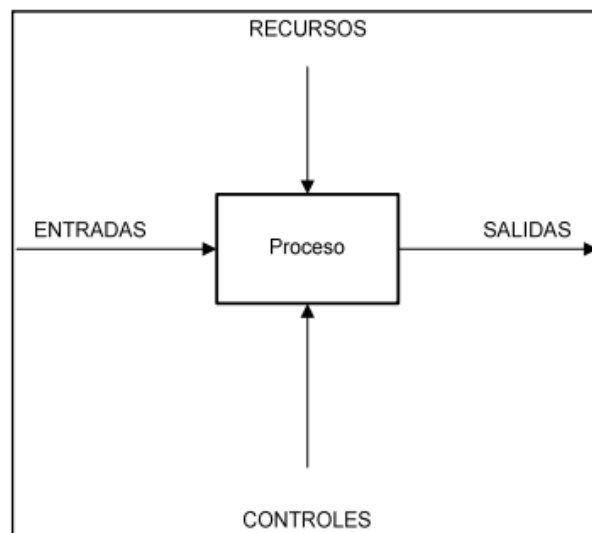 RECURSOS
ENTRADAS
Proceso
SALIDAS
CONTROLES